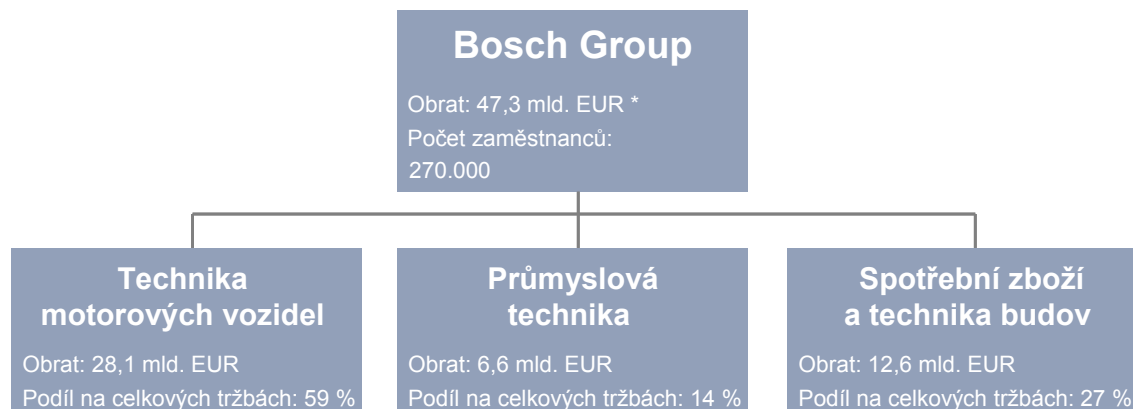 Bosch Group
Obrat: 47,3 mld. EUR *
Počet zaměstnanců:
270.000
Technika
motorových vozidel
Obrat: 28,1 mld. EUR
Podíl na celkových tržbách: 59 %
Průmyslová
technika
Obrat: 6,6 mld. EUR
Podíl na celkových tržbách: 14 %
Spotřební zboží
a technika budov
Obrat: 12,6 mld. EUR
Podíl na celkových tržbách: 27 %